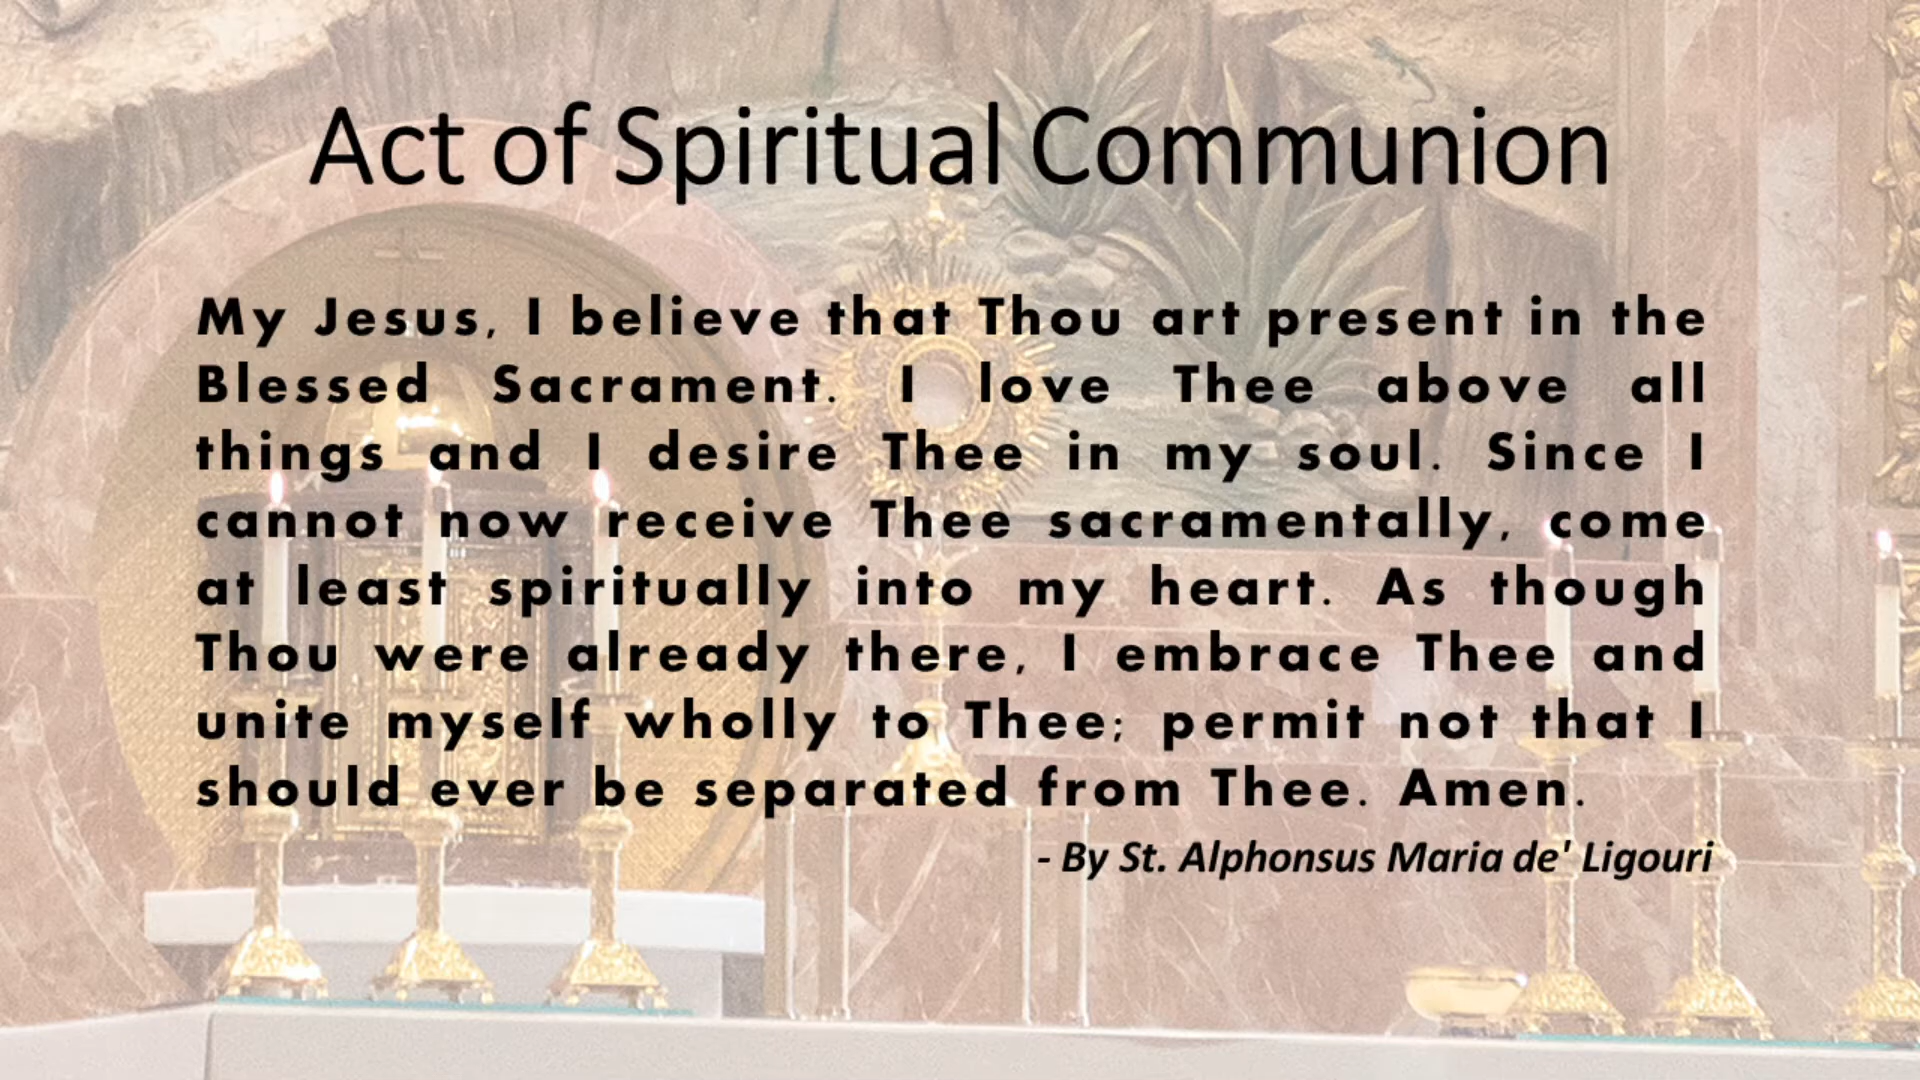 Act of Spiritual Communion
My Jesus, I believe that Thou art present in the
Blessed Sacrament. I love Thee above all
things and I desire Thee in my soul. Since I
cannot now receive Thee sacramentally, come
at least spiritually into my heart. As though
Thou were already there, I embrace Thee and
unite myself wholly to Thee; permit not that I
should ever be separated from Thee. Amen.
- By St. Alphonsus Maria de' Ligouri